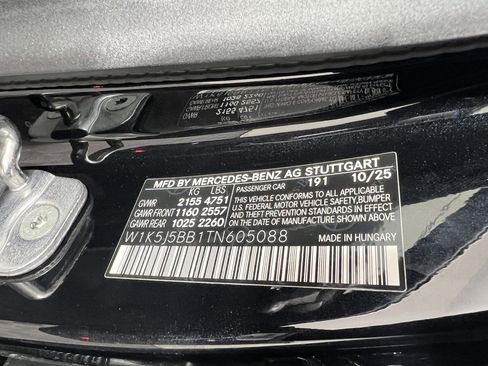 MFD BY MERCEDES-BENZ AG STUTTGART
KG LBS PASSENGER CAR 191 10/25
GVWR 2155 4751 THIS VEHICLE CONFORMS TO ALL APPLICABLE
GAWR FRONT 1160 2557 U.S. FEDERAL MOTOR VEHICLE SAFETY, BUMPER
GAWR REAR 1025 2260 AND THEFT PREVENTION STANDARDS IN EFFECT ON THE DATE OF MANUFACTURE SHOWN ABOVE.
W1K5J5BB1TN605088 MADE IN HUNGARY